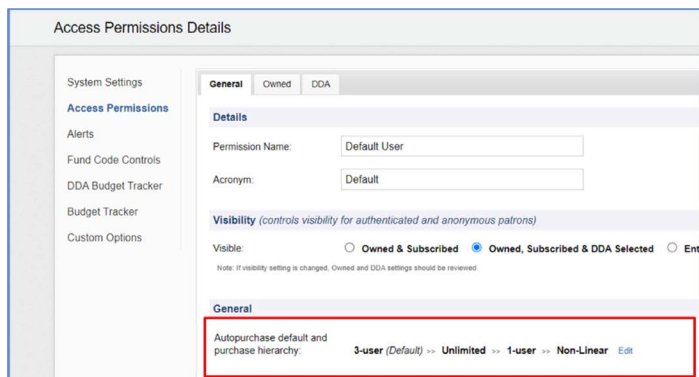 Access Permissions Details
System Settings
Access Permissions
Alerts
Fund Code Controls
DDA Budget Tracker
Budget Tracker
Custom Options
General Owned DDA
Details
Permission Name: Default User
Acronym: Default
Visibility (controls visibility for authenticated and anonymous patrons)
Visible: Owned & Subscribed Owned, Subscribed & DDA Selected Ent
Note: If visibility setting is changed, Owned and DDA settings should be reviewed.
General
Autopurchase default and
purchase hierarchy: 3-user (Default) >> Unlimited >> 1-user >> Non-Linear Edit